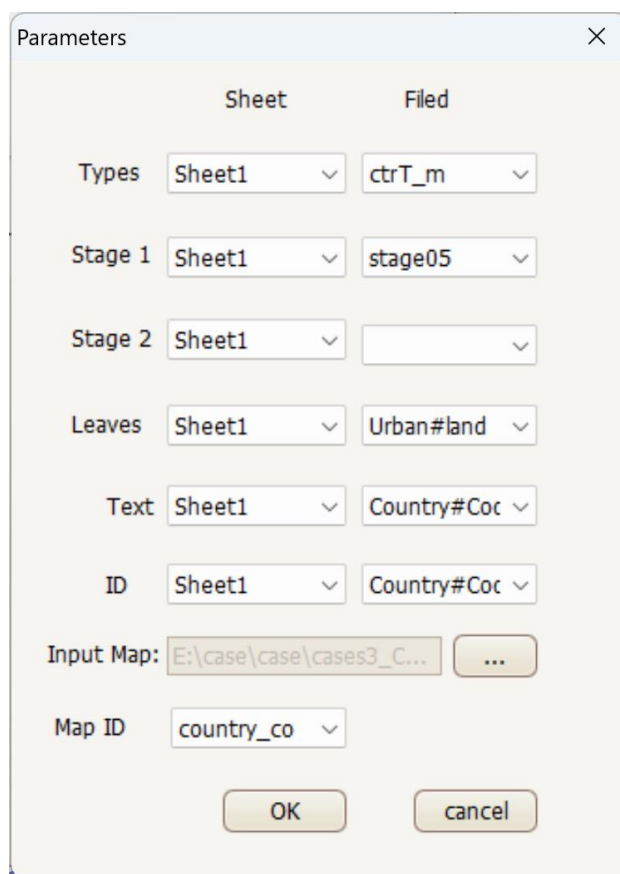 Parameters
Sheet Filed
Types Sheet1 ctrT_m
Stage 1 Sheet1 stage05
Stage 2 Sheet1
Leaves Sheet1 Urban#land
Text Sheet1 Country#Coc
ID Sheet1 Country#Coc
Input Map: E:\case\case\cases3_C... ...
Map ID country_co
OK cancel